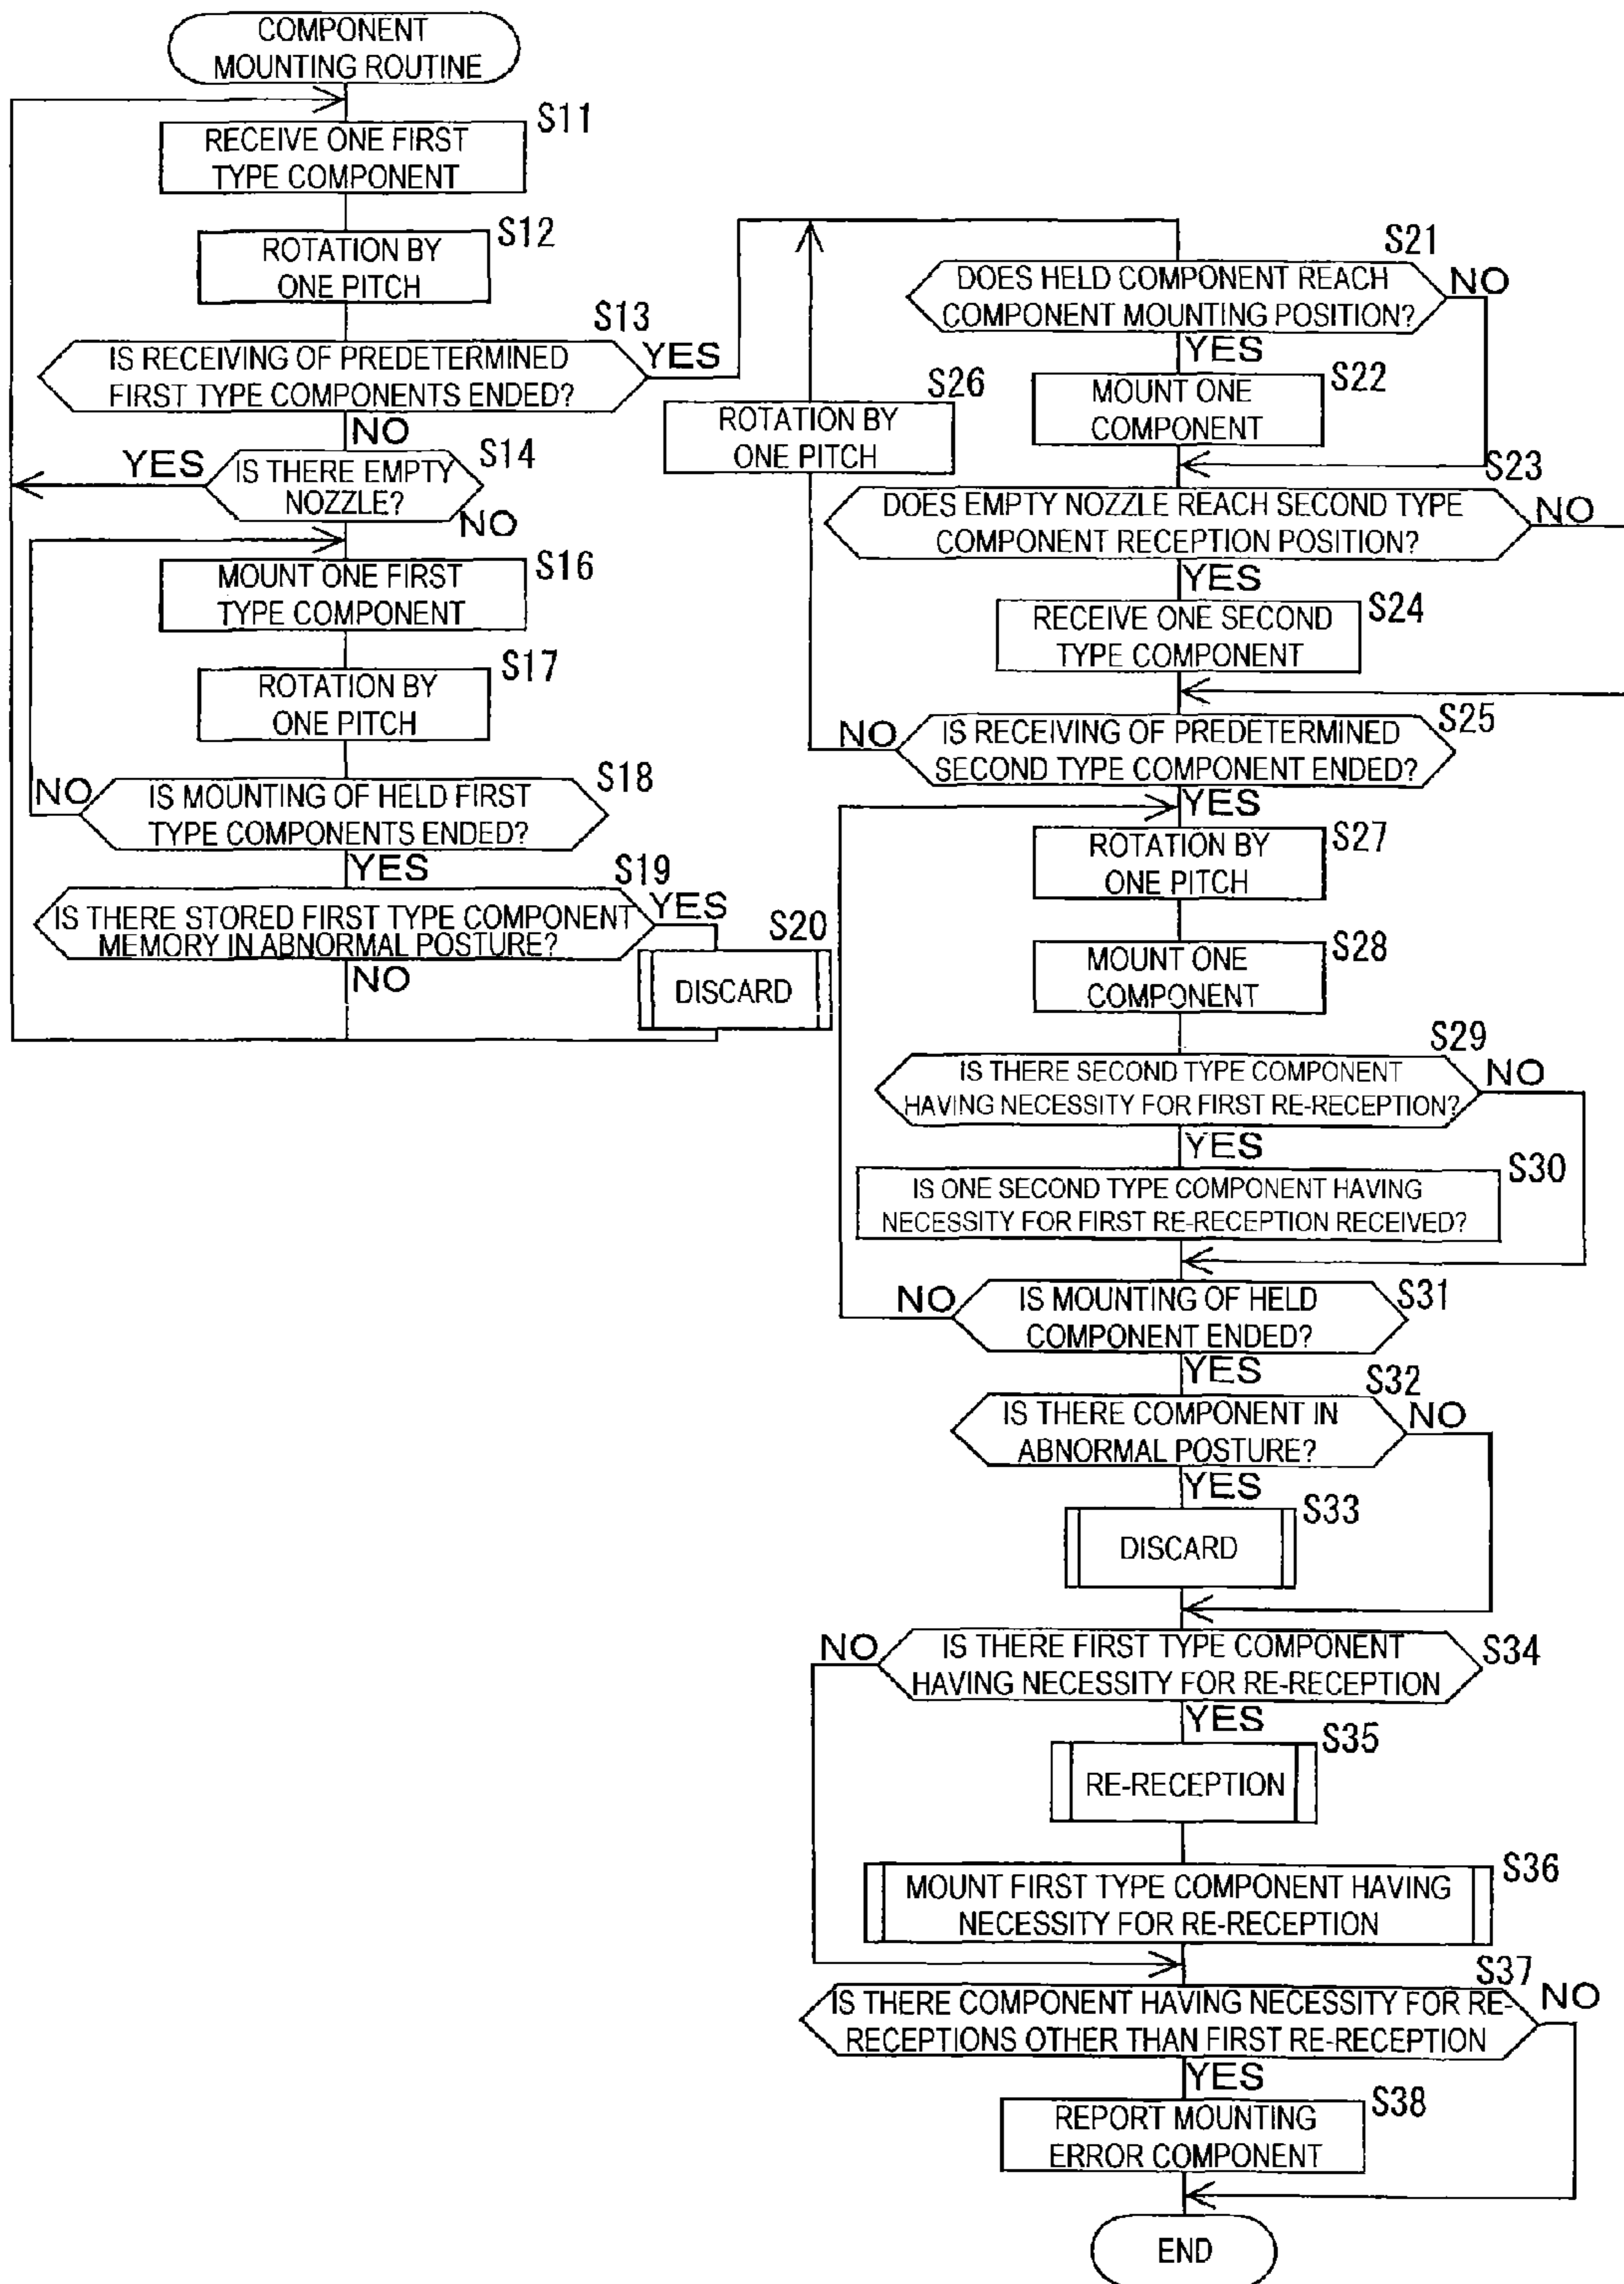 COMPONENT
MOUNTING ROUTINE
S11
RECEIVE ONE FIRST
TYPE COMPONENT
S12
ROTATION BY
ONE PITCH
S13
IS RECEIVING OF PREDETERMINED
FIRST TYPE COMPONENTS ENDED?
YES
NO
S14
YES
IS THERE EMPTY
NOZZLE?
NO
S16
MOUNT ONE FIRST
TYPE COMPONENT
S17
ROTATION BY
ONE PITCH
S18
NO
IS MOUNTING OF HELD FIRST
TYPE COMPONENTS ENDED?
YES
S19
IS THERE STORED FIRST TYPE COMPONENT
MEMORY IN ABNORMAL POSTURE?
YES
NO
S20
DISCARD
S21
DOES HELD COMPONENT REACH
COMPONENT MOUNTING POSITION?
NO
YES
S22
MOUNT ONE
COMPONENT
S26
ROTATION BY
ONE PITCH
S23
DOES EMPTY NOZZLE REACH SECOND TYPE
COMPONENT RECEPTION POSITION?
NO
YES
S24
RECEIVE ONE SECOND
TYPE COMPONENT
S25
NO
IS RECEIVING OF PREDETERMINED
SECOND TYPE COMPONENT ENDED?
YES
S27
ROTATION BY
ONE PITCH
S28
MOUNT ONE
COMPONENT
S29
IS THERE SECOND TYPE COMPONENT
HAVING NECESSITY FOR FIRST RE-RECEPTION?
NO
YES
S30
IS ONE SECOND TYPE COMPONENT HAVING
NECESSITY FOR FIRST RE-RECEPTION RECEIVED?
S31
NO
IS MOUNTING OF HELD
COMPONENT ENDED?
YES
S32
IS THERE COMPONENT IN
ABNORMAL POSTURE?
NO
YES
S33
DISCARD
S34
NO
IS THERE FIRST TYPE COMPONENT
HAVING NECESSITY FOR RE-RECEPTION
YES
S35
RE-RECEPTION
S36
MOUNT FIRST TYPE COMPONENT HAVING
NECESSITY FOR RE-RECEPTION
S37
IS THERE COMPONENT HAVING NECESSITY FOR RE-
RECEPTIONS OTHER THAN FIRST RE-RECEPTION
NO
YES
S38
REPORT MOUNTING
ERROR COMPONENT
END